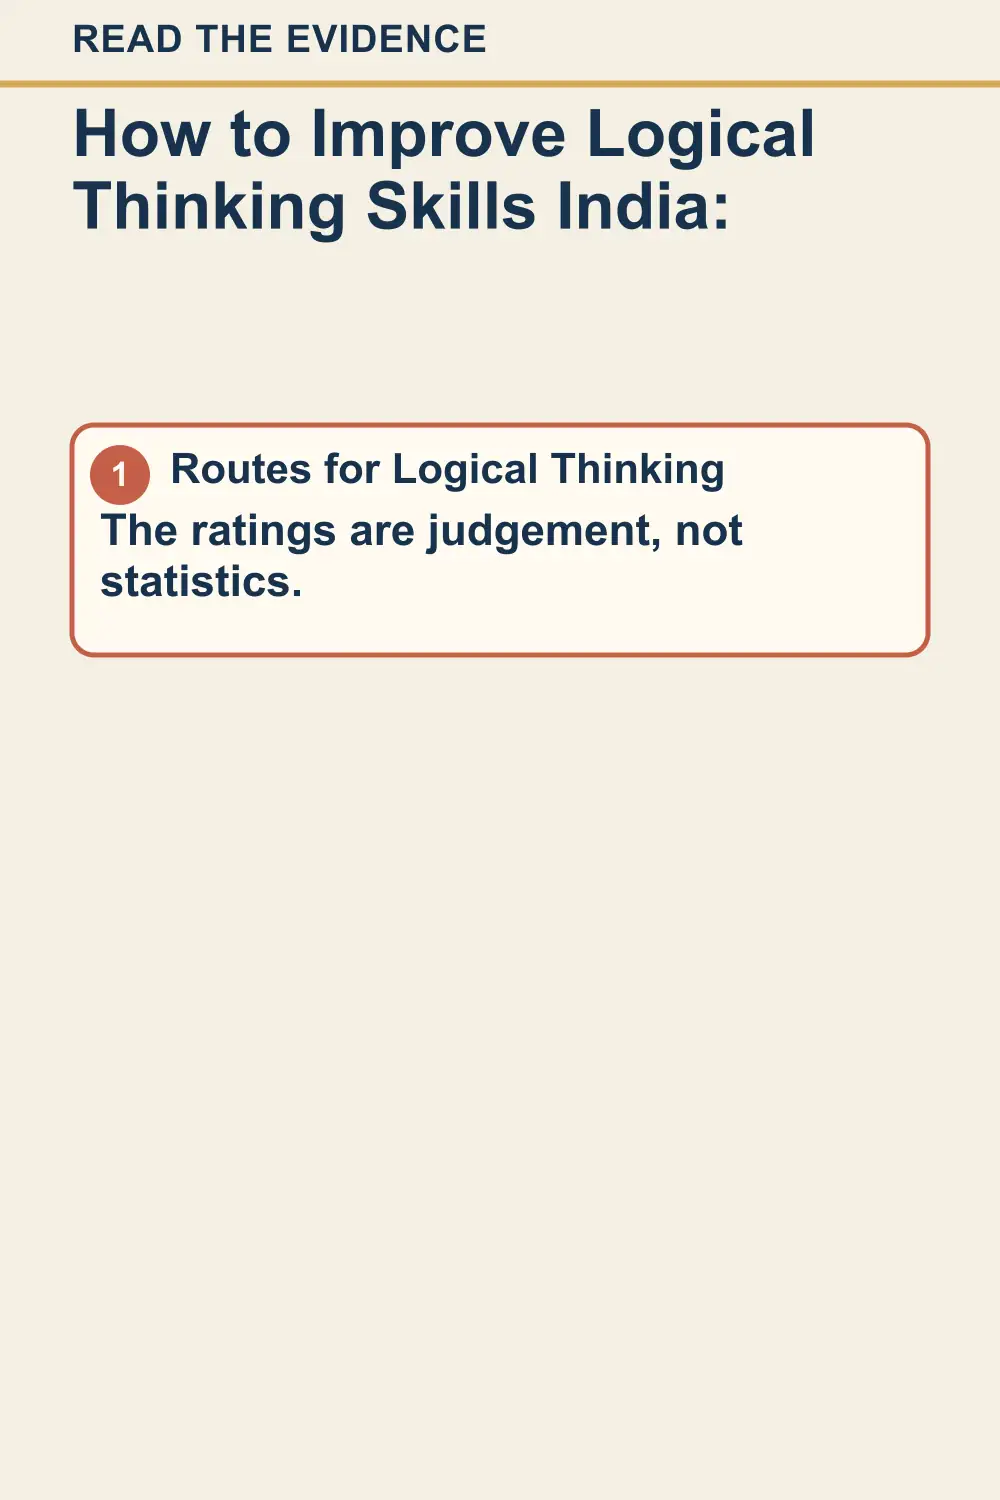 READ THE EVIDENCE
How to Improve Logical
Thinking Skills India:
1 Routes for Logical Thinking
The ratings are judgement, not
statistics.